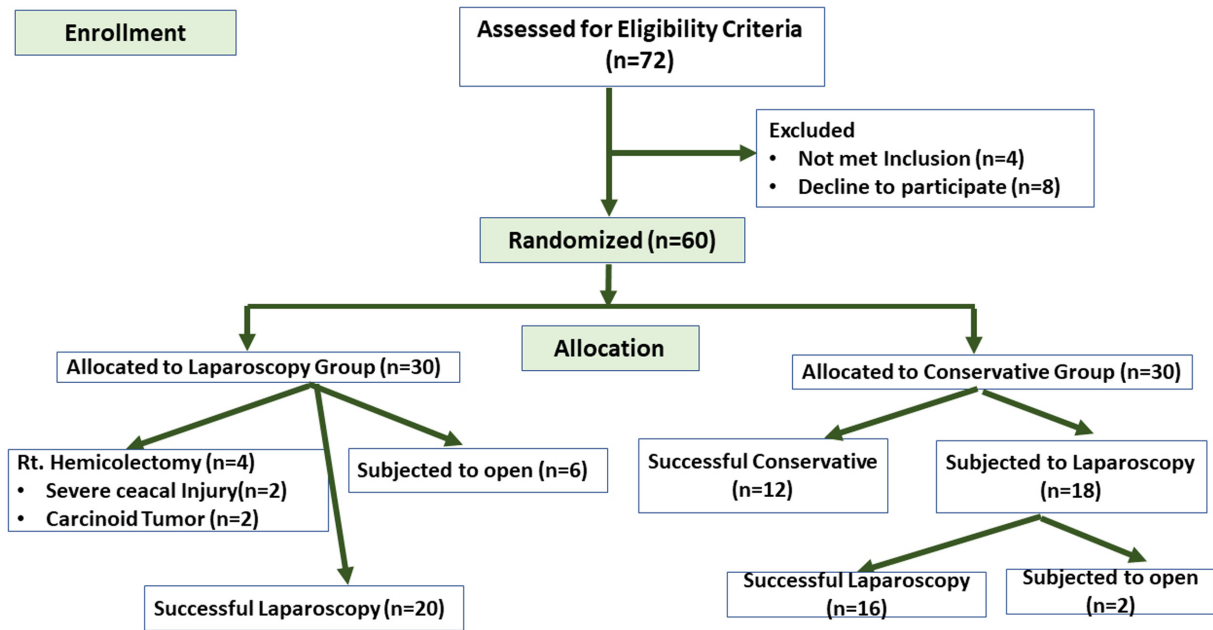 Enrollment
Assessed for Eligibility Criteria
(n=72)
Excluded
• Not met Inclusion (n=4)
• Decline to participate (n=8)
Randomized (n=60)
Allocation
Allocated to Laparoscopy Group (n=30)
Allocated to Conservative Group (n=30)
Rt. Hemicolectomy (n=4)
• Severe ceacal Injury(n=2)
• Carcinoid Tumor (n=2)
Subjected to open (n=6)
Successful Laparoscopy (n=20)
Successful Conservative
(n=12)
Subjected to Laparoscopy
(n=18)
Successful Laparoscopy
(n=16)
Subjected to open
(n=2)